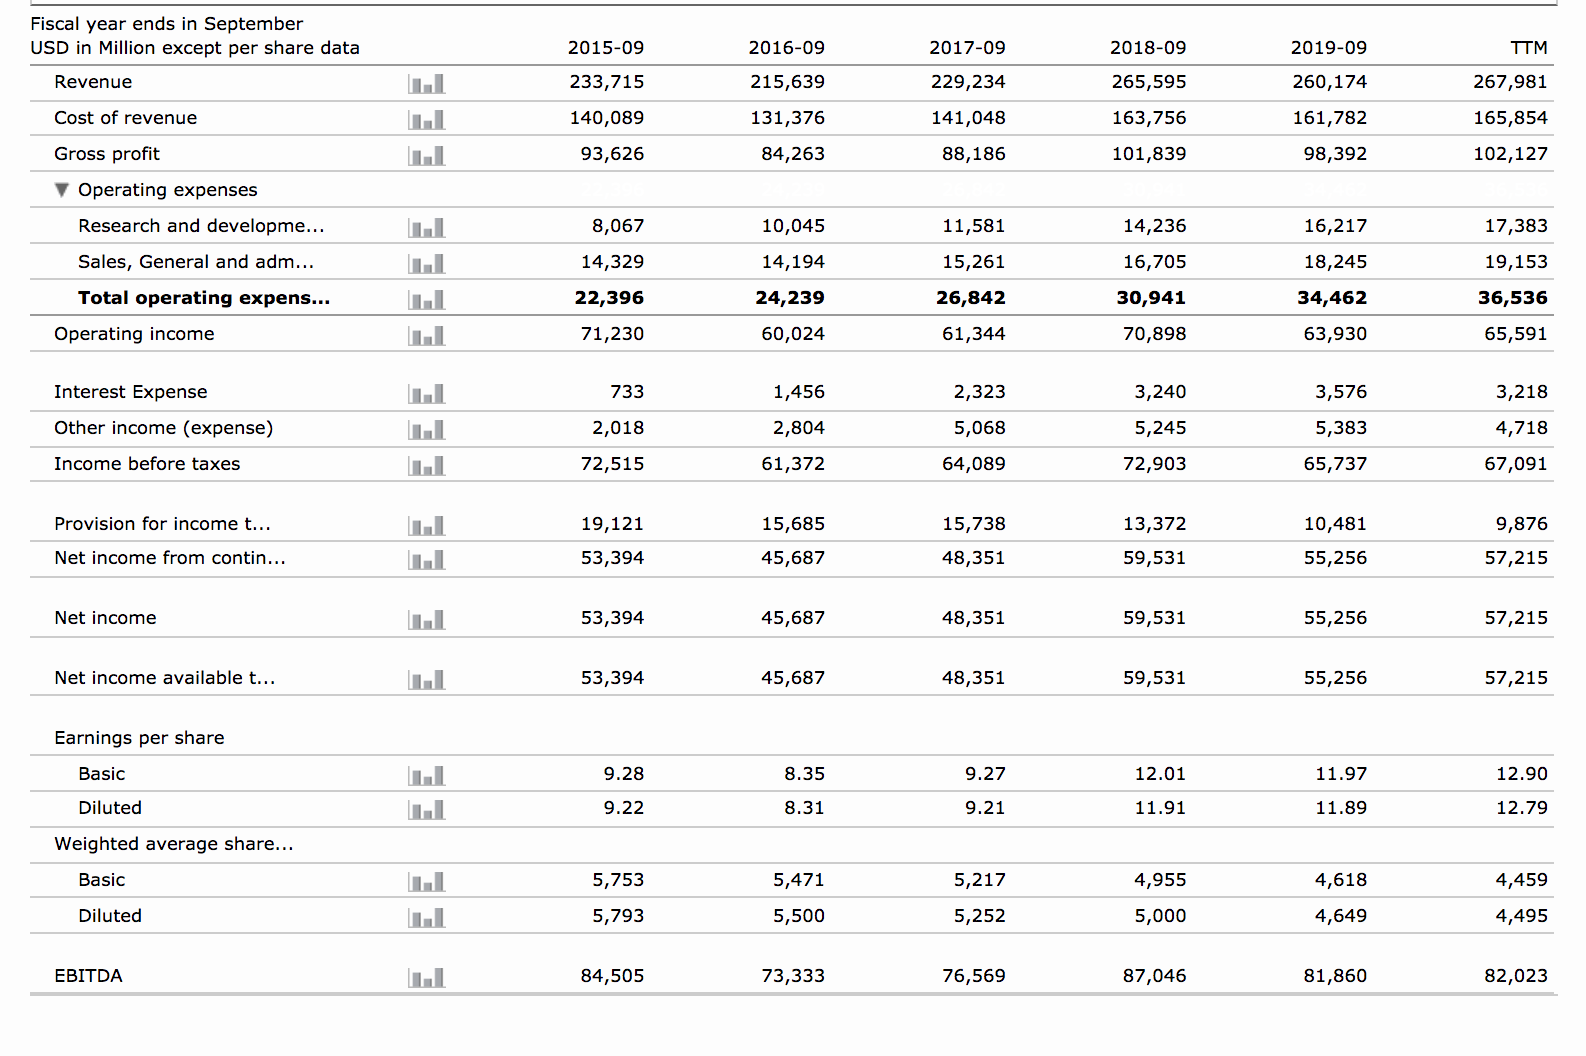 Fiscal year ends in September
USD in Million except per share data 2015-09 2016-09 2017-09 2018-09 2019-09 TTM
Revenue 233,715 215,639 229,234 265,595 260,174 267,981
Cost of revenue 140,089 131,376 141,048 163,756 161,782 165,854
Gross profit 93,626 84,263 88,186 101,839 98,392 102,127
▼ Operating expenses
Research and developme... 8,067 10,045 11,581 14,236 16,217 17,383
Sales, General and adm... 14,329 14,194 15,261 16,705 18,245 19,153
Total operating expens... 22,396 24,239 26,842 30,941 34,462 36,536
Operating income 71,230 60,024 61,344 70,898 63,930 65,591
Interest Expense 733 1,456 2,323 3,240 3,576 3,218
Other income (expense) 2,018 2,804 5,068 5,245 5,383 4,718
Income before taxes 72,515 61,372 64,089 72,903 65,737 67,091
Provision for income t... 19,121 15,685 15,738 13,372 10,481 9,876
Net income from contin... 53,394 45,687 48,351 59,531 55,256 57,215
Net income 53,394 45,687 48,351 59,531 55,256 57,215
Net income available t... 53,394 45,687 48,351 59,531 55,256 57,215
Earnings per share
Basic 9.28 8.35 9.27 12.01 11.97 12.90
Diluted 9.22 8.31 9.21 11.91 11.89 12.79
Weighted average share...
Basic 5,753 5,471 5,217 4,955 4,618 4,459
Diluted 5,793 5,500 5,252 5,000 4,649 4,495
EBITDA 84,505 73,333 76,569 87,046 81,860 82,023